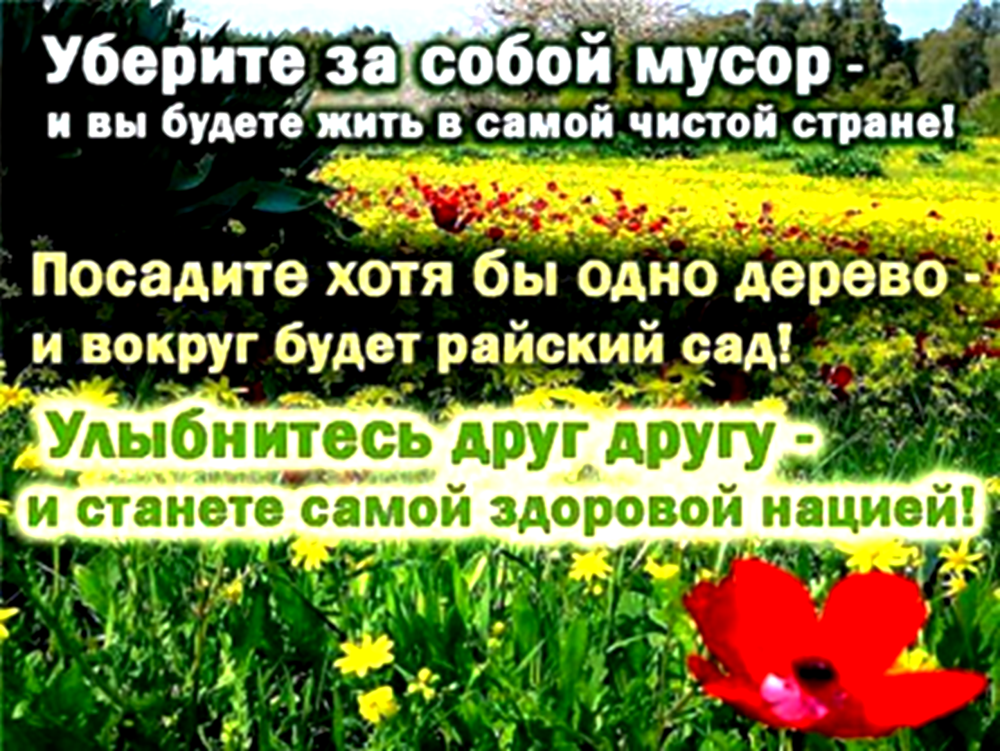 Уберите за собой мусор -
и вы будете жить в самой чистой стране!
Посадите хотя бы одно дерево -
и вокруг будет райский сад!
Улыбнитесь друг другу -
и станете самой здоровой нацией!